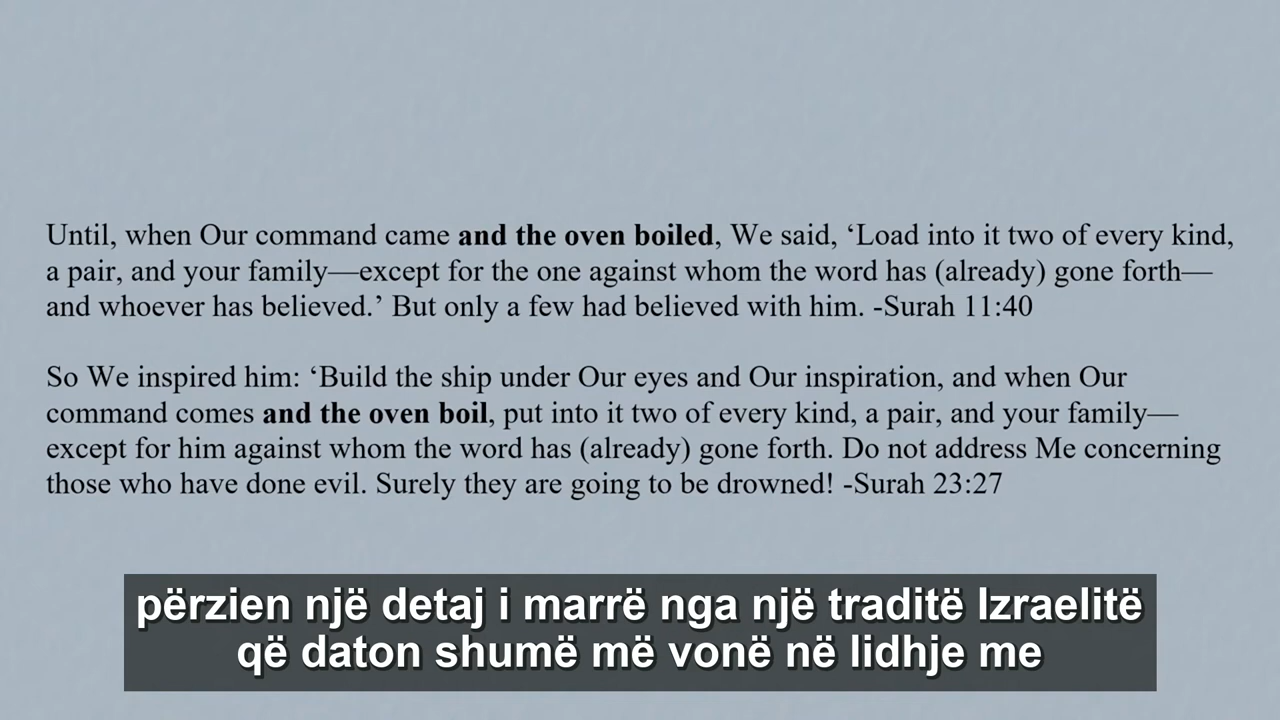 Until, when Our command came and the oven boiled, We said, ‘Load into it two of every kind,
a pair, and your family—except for the one against whom the word has (already) gone forth—
and whoever has believed.’ But only a few had believed with him. -Surah 11:40
So We inspired him: ‘Build the ship under Our eyes and Our inspiration, and when Our
command comes and the oven boil, put into it two of every kind, a pair, and your family—
except for him against whom the word has (already) gone forth. Do not address Me concerning
those who have done evil. Surely they are going to be drowned! -Surah 23:27
përzien një detaj i marrë nga një traditë Izraelitë
që daton shumë më vonë në lidhje me